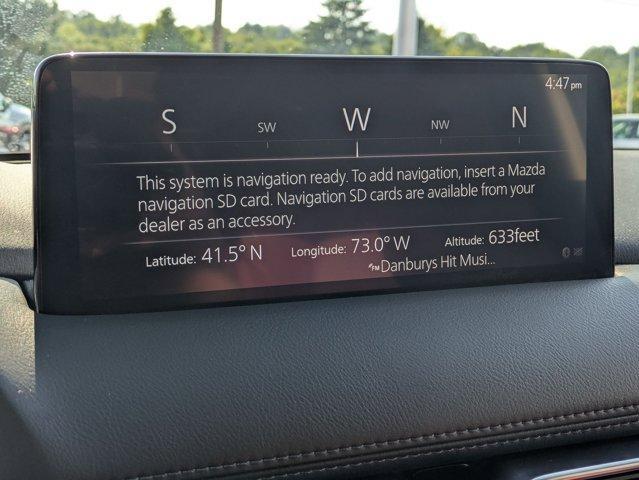 4:47pm
S SW W NW N
This system is navigation ready. To add navigation, insert a Mazda
navigation SD card. Navigation SD cards are available from your
dealer as an accessory.
Latitude: 41.5° N Longitude: 73.0° W Altitude: 633feet
FM Danburys Hit Musi...